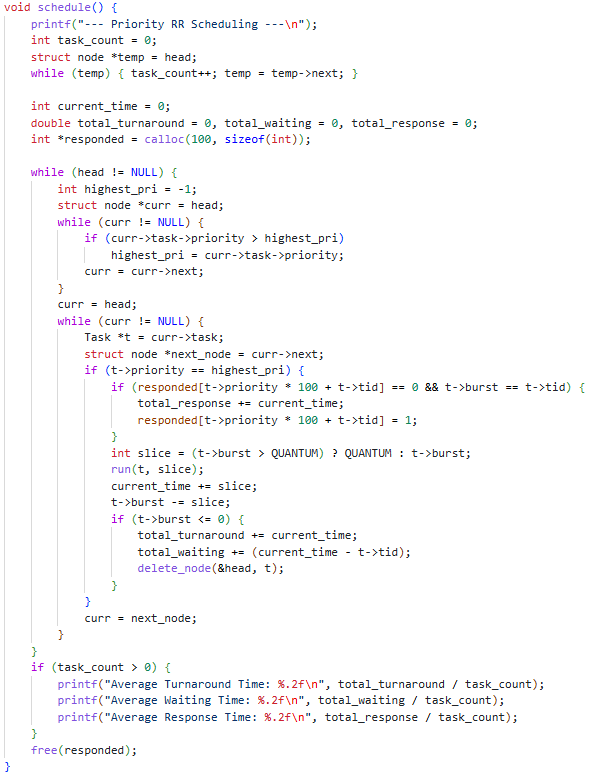 void schedule() {
    printf("--- Priority RR Scheduling ---\n");
    int task_count = 0;
    struct node *temp = head;
    while (temp) { task_count++; temp = temp->next; }

    int current_time = 0;
    double total_turnaround = 0, total_waiting = 0, total_response = 0;
    int *responded = calloc(100, sizeof(int));

    while (head != NULL) {
        int highest_pri = -1;
        struct node *curr = head;
        while (curr != NULL) {
            if (curr->task->priority > highest_pri)
                highest_pri = curr->task->priority;
            curr = curr->next;
        }
        curr = head;
        while (curr != NULL) {
            Task *t = curr->task;
            struct node *next_node = curr->next;
            if (t->priority == highest_pri) {
                if (responded[t->priority * 100 + t->tid] == 0 && t->burst == t->tid) {
                    total_response += current_time;
                    responded[t->priority * 100 + t->tid] = 1;
                }
                int slice = (t->burst > QUANTUM) ? QUANTUM : t->burst;
                run(t, slice);
                current_time += slice;
                t->burst -= slice;
                if (t->burst <= 0) {
                    total_turnaround += current_time;
                    total_waiting += (current_time - t->tid);
                    delete_node(&head, t);
                }
            }
            curr = next_node;
        }
    }
    if (task_count > 0) {
        printf("Average Turnaround Time: %.2f\n", total_turnaround / task_count);
        printf("Average Waiting Time: %.2f\n", total_waiting / task_count);
        printf("Average Response Time: %.2f\n", total_response / task_count);
    }
    free(responded);
}